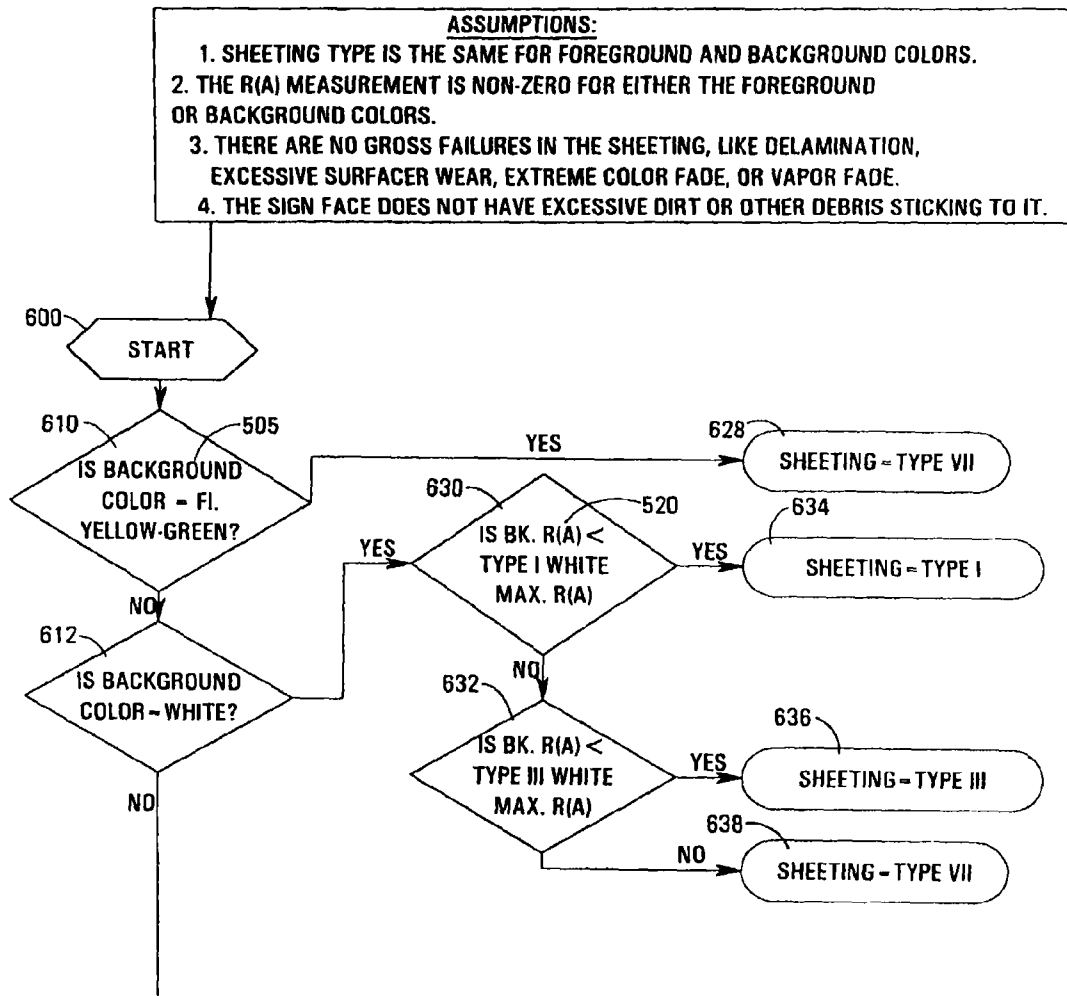 ASSUMPTIONS:
1. SHEETING TYPE IS THE SAME FOR FOREGROUND AND BACKGROUND COLORS.
2. THE R(A) MEASUREMENT IS NON-ZERO FOR EITHER THE FOREGROUND
OR BACKGROUND COLORS.
3. THERE ARE NO GROSS FAILURES IN THE SHEETING, LIKE DELAMINATION,
EXCESSIVE SURFACER WEAR, EXTREME COLOR FADE, OR VAPOR FADE.
4. THE SIGN FACE DOES NOT HAVE EXCESSIVE DIRT OR OTHER DEBRIS STICKING TO IT.
600
START
610
505
IS BACKGROUND
COLOR = FI.
YELLOW-GREEN?
YES
628
SHEETING = TYPE VII
NO
612
IS BACKGROUND
COLOR = WHITE?
YES
630
520
IS BK. R(A) <
TYPE I WHITE
MAX. R(A)
YES
634
SHEETING = TYPE I
NO
632
IS BK. R(A) <
TYPE III WHITE
MAX. R(A)
YES
636
SHEETING = TYPE III
NO
638
SHEETING = TYPE VII
NO